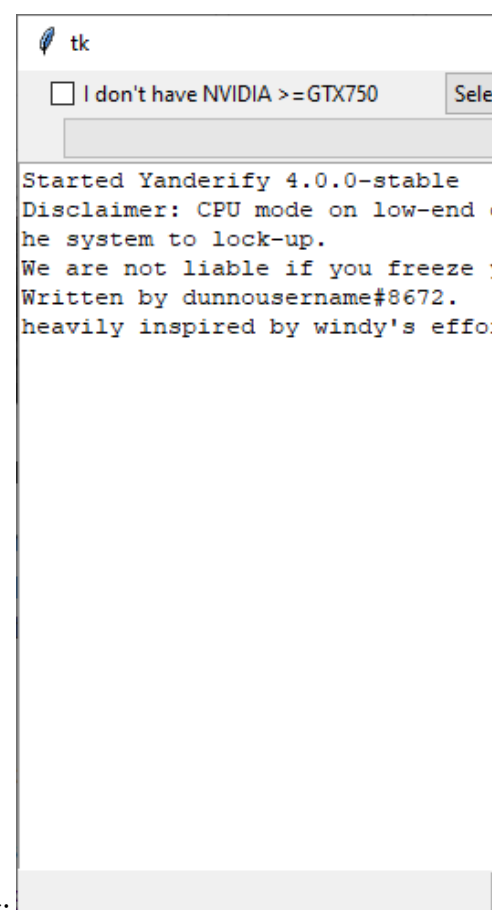 tk
I don't have NVIDIA >=GTX750
Sele
Started Yanderify 4.0.0-stable
Disclaimer: CPU mode on low-end
he system to lock-up.
We are not liable if you freeze
Written by dunnousername#8672.
heavily inspired by windy's effo